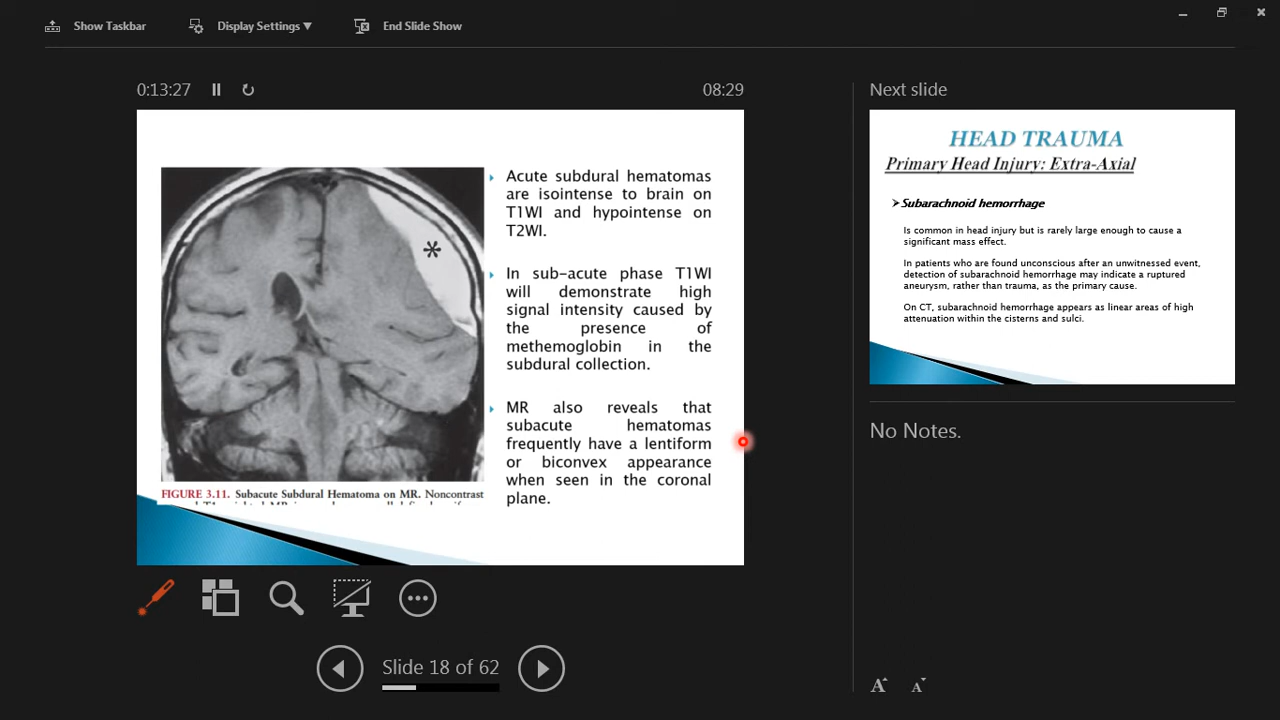 Show Taskbar
Display Settings ▼
End Slide Show
0:13:27
08:29
Acute subdural hematomas
are isointense to brain on
T1WI and hypointense on
T2WI.
In sub-acute phase T1WI
will demonstrate high
signal intensity caused by
the presence of
methemoglobin in the
subdural collection.
MR also reveals that
subacute hematomas
frequently have a lentiform
or biconvex appearance
when seen in the coronal
plane.
*
FIGURE 3.11. Subacute Subdural Hematoma on MR. Noncontrast
Slide 18 of 62
Next slide
HEAD TRAUMA
Primary Head Injury: Extra-Axial
➤ Subarachnoid hemorrhage
Is common in head injury but is rarely large enough to cause a
significant mass effect.
In patients who are found unconscious after an unwitnessed event,
detection of subarachnoid hemorrhage may indicate a ruptured
aneurysm, rather than trauma, as the primary cause.
On CT, subarachnoid hemorrhage appears as linear areas of high
attenuation within the cisterns and sulci.
No Notes.
A A